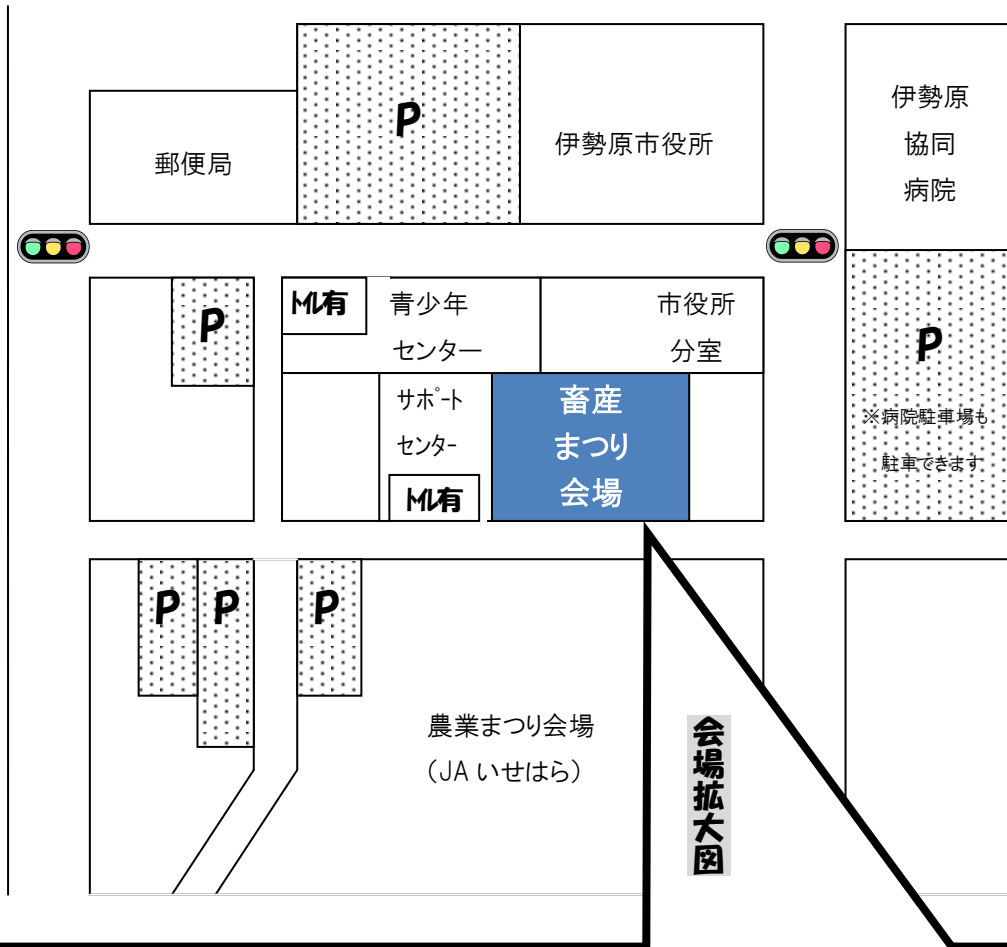 P
郵便局
伊勢原市役所
伊勢原
協同
病院
P
トイレ有
青少年
センター
市役所
分室
P
※病院駐車場も
駐車できます
サポート
センター
トイレ有
畜産
まつり
会場
P
P
P
農業まつり会場
（JA いせはら）
会場拡大図